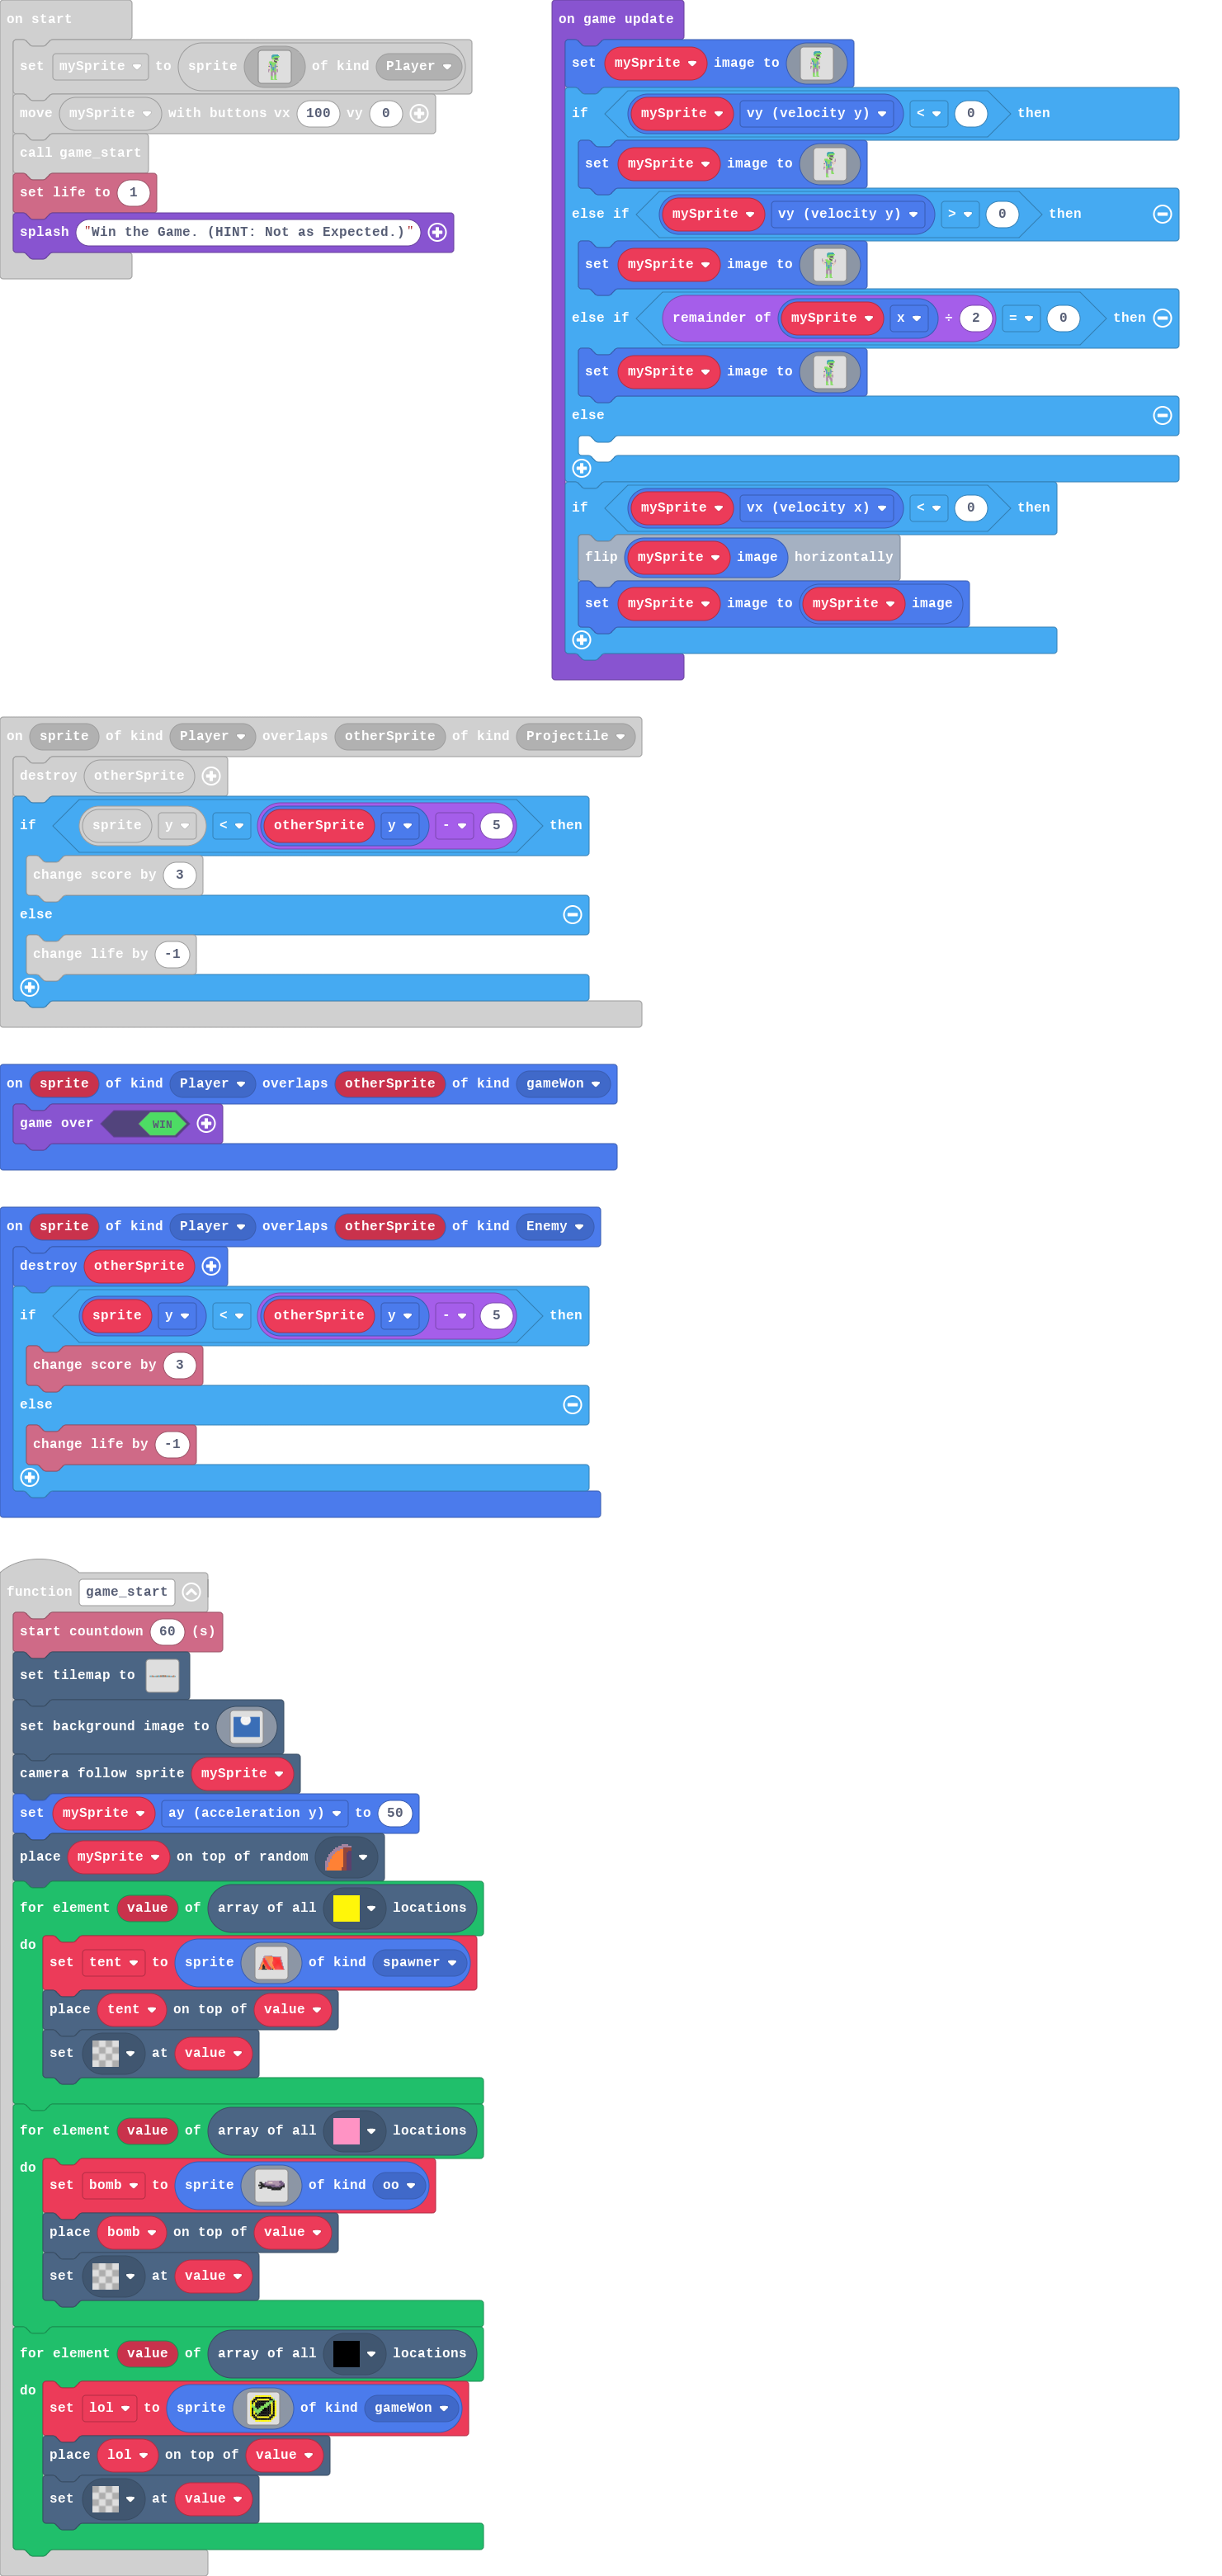 on start
set mySprite to sprite of kind Player
move mySprite with buttons vx 100 vy 0
call game_start
set life to 1
splash "Win the Game. (HINT: Not as Expected.)"
on game update
set mySprite image to
if mySprite vy (velocity y) < 0 then
set mySprite image to
else if mySprite vy (velocity y) > 0 then
set mySprite image to
else if remainder of mySprite x ÷ 2 = 0 then
set mySprite image to
else
if mySprite vx (velocity x) < 0 then
flip mySprite image horizontally
set mySprite image to mySprite image
on sprite of kind Player overlaps otherSprite of kind Projectile
destroy otherSprite
if sprite y < otherSprite y - 5 then
change score by 3
else
change life by -1
on sprite of kind Player overlaps otherSprite of kind gameWon
game over WIN
on sprite of kind Player overlaps otherSprite of kind Enemy
destroy otherSprite
if sprite y < otherSprite y - 5 then
change score by 3
else
change life by -1
function game_start
start countdown 60 (s)
set tilemap to
set background image to
camera follow sprite mySprite
set mySprite ay (acceleration y) to 50
place mySprite on top of random
for element value of array of all locations
do set tent to sprite of kind spawner
place tent on top of value
set at value
for element value of array of all locations
do set bomb to sprite of kind oo
place bomb on top of value
set at value
for element value of array of all locations
do set lol to sprite of kind gameWon
place lol on top of value
set at value